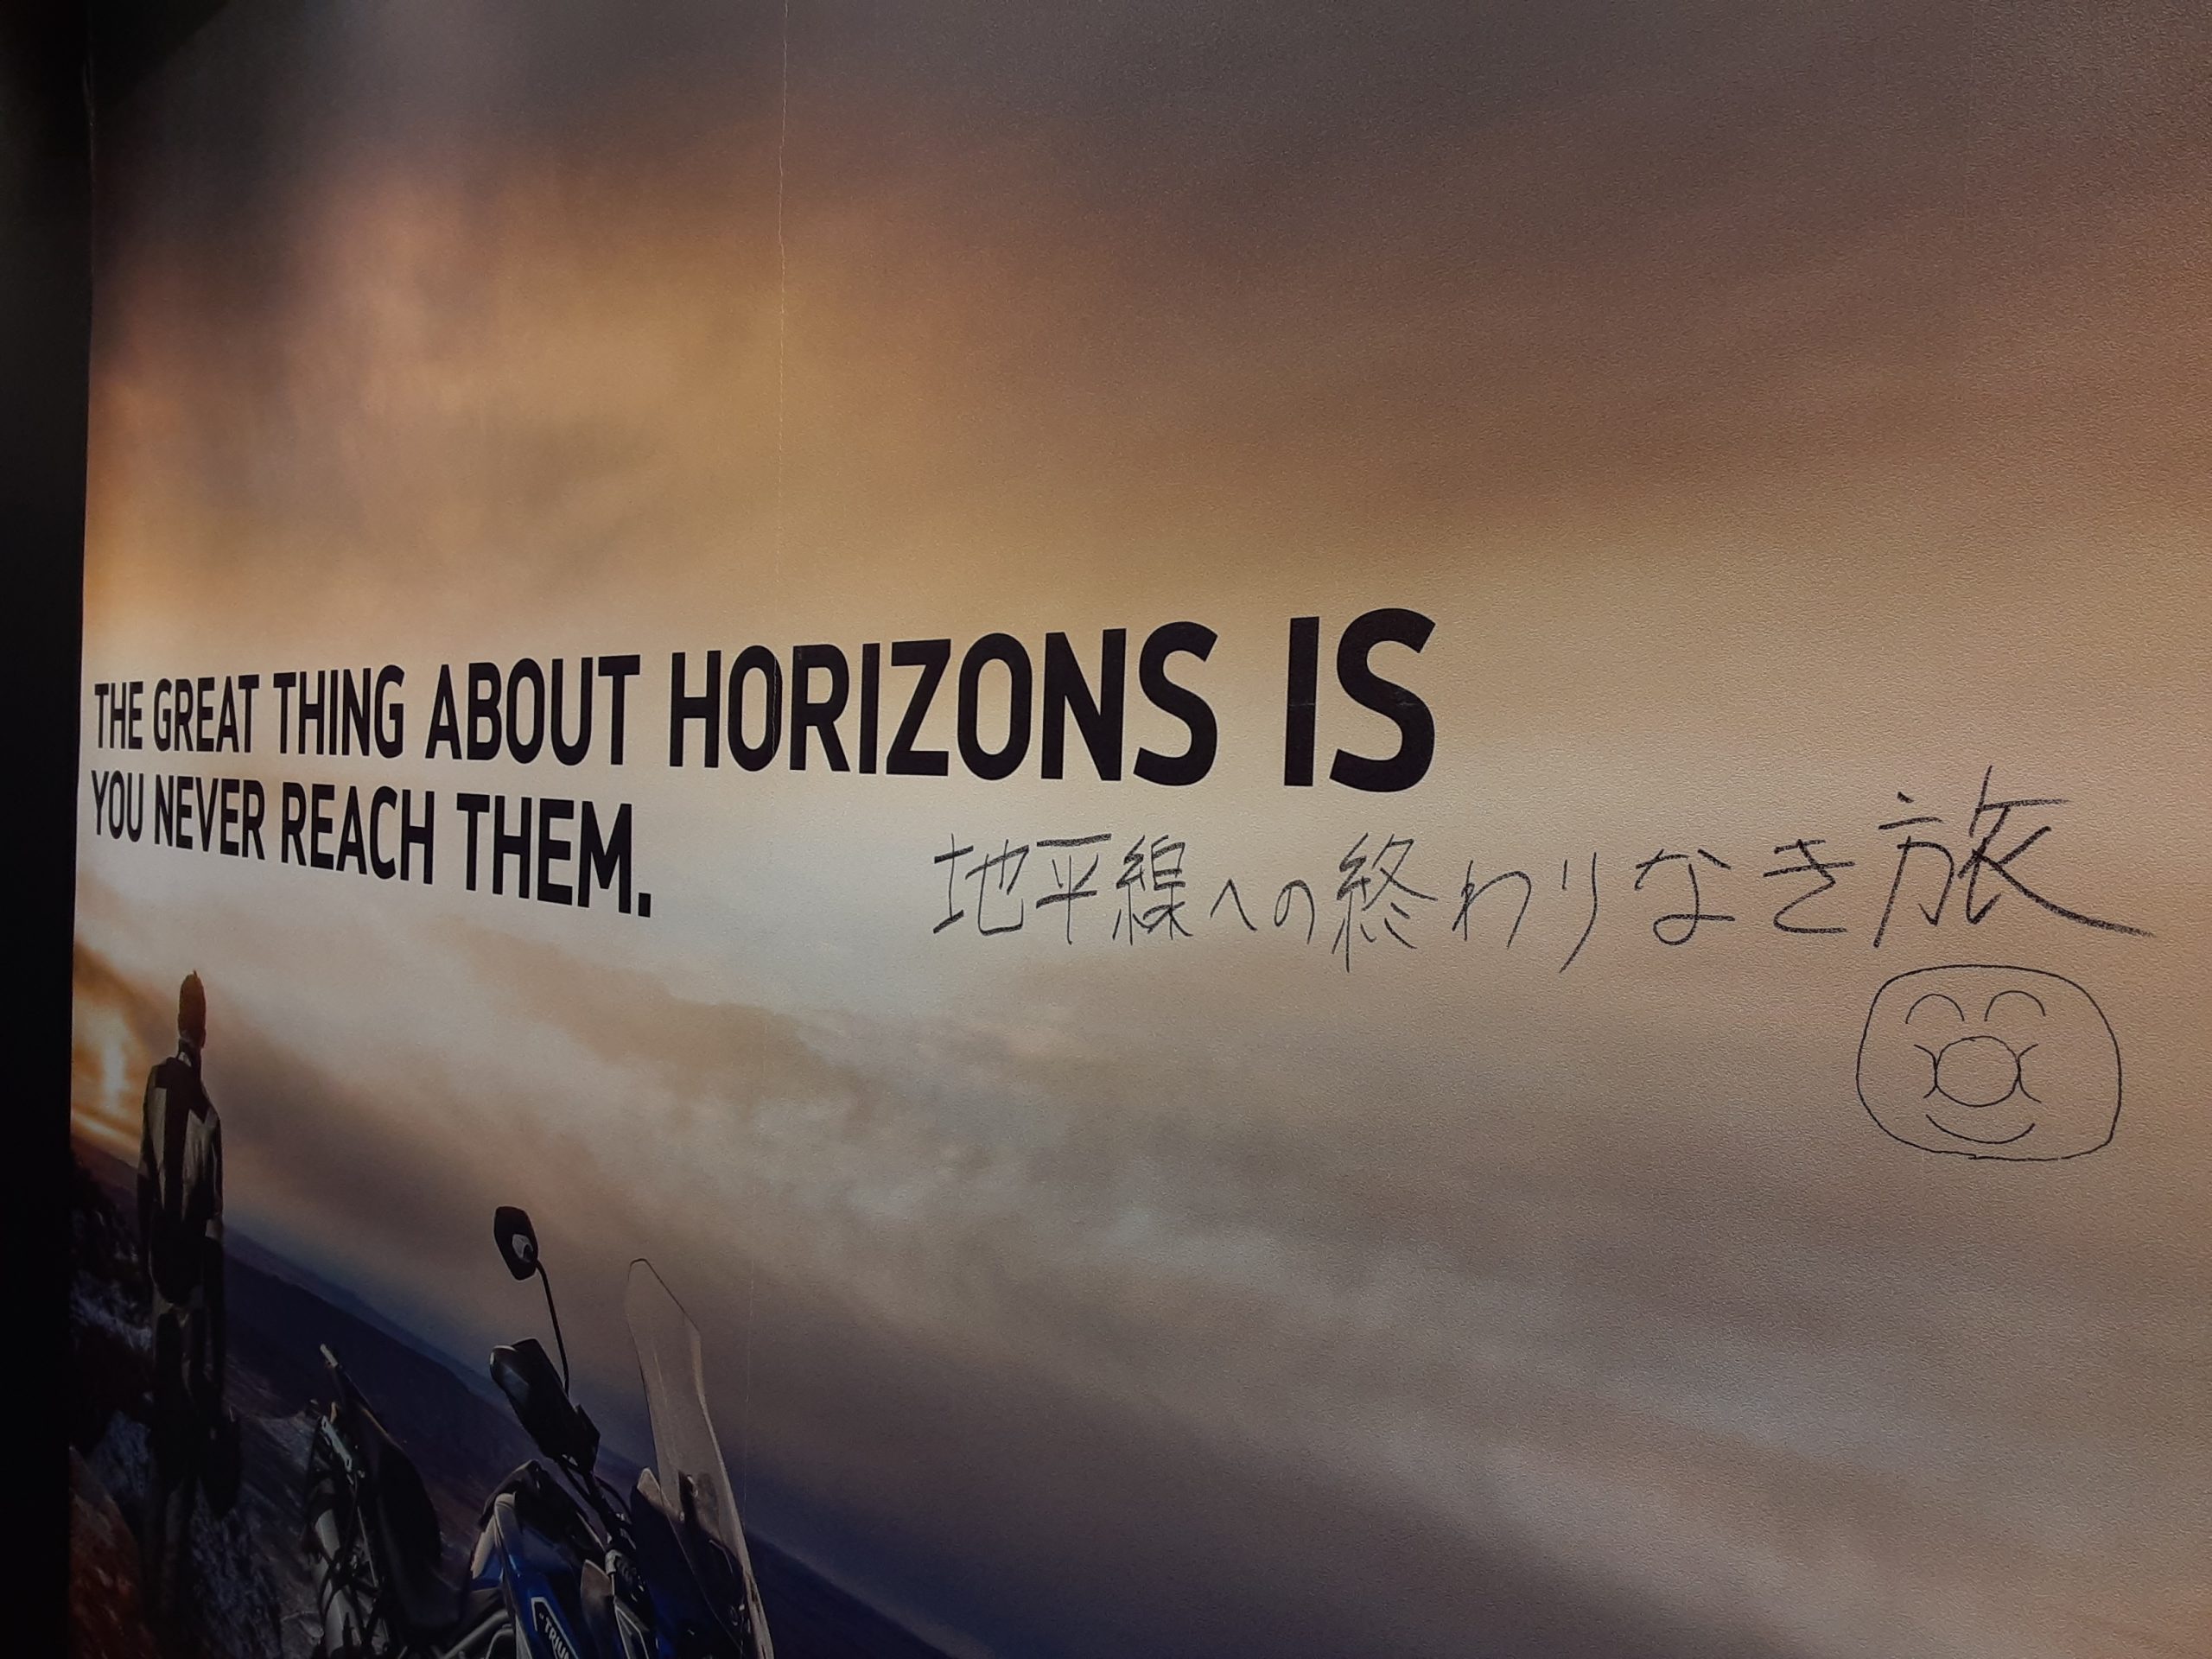 THE GREAT THING ABOUT HORIZONS IS
YOU NEVER REACH THEM.
地平線への終わりなき旅